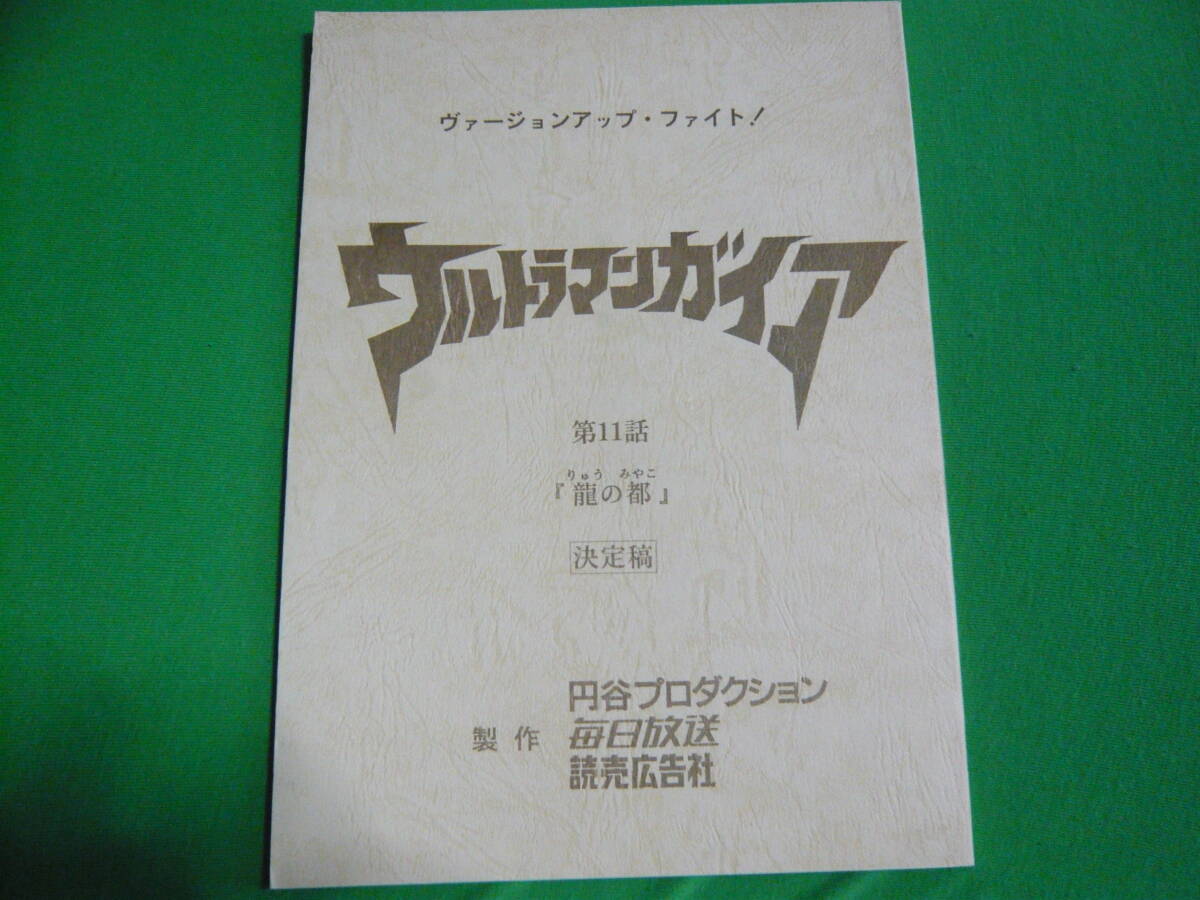 ヴァージョンアップ・ファイト!
ウルトラマンガイア
第11話
りゅう みやこ
『龍の都』
決定稿
製作
円谷プロダクション
毎日放送
読売広告社